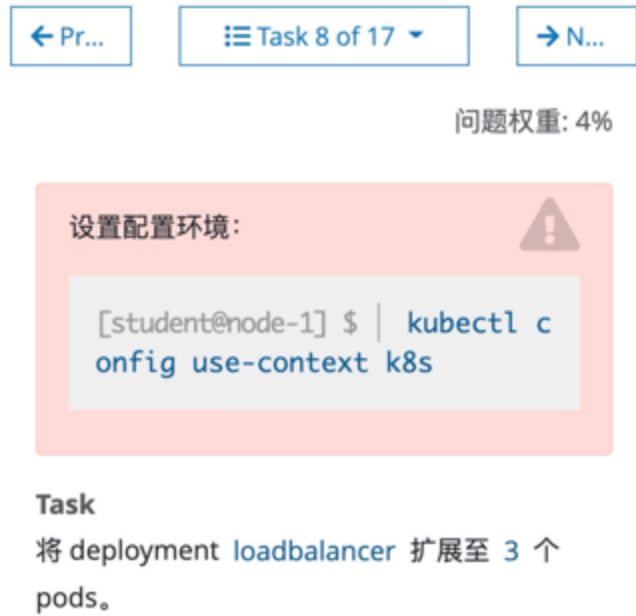 ← Pr...
Task 8 of 17
→ N...
问题权重: 4%
设置配置环境:
[student@node-1] $ | kubectl c
onfig use-context k8s
Task
将 deployment loadbalancer 扩展至 3 个
pods。